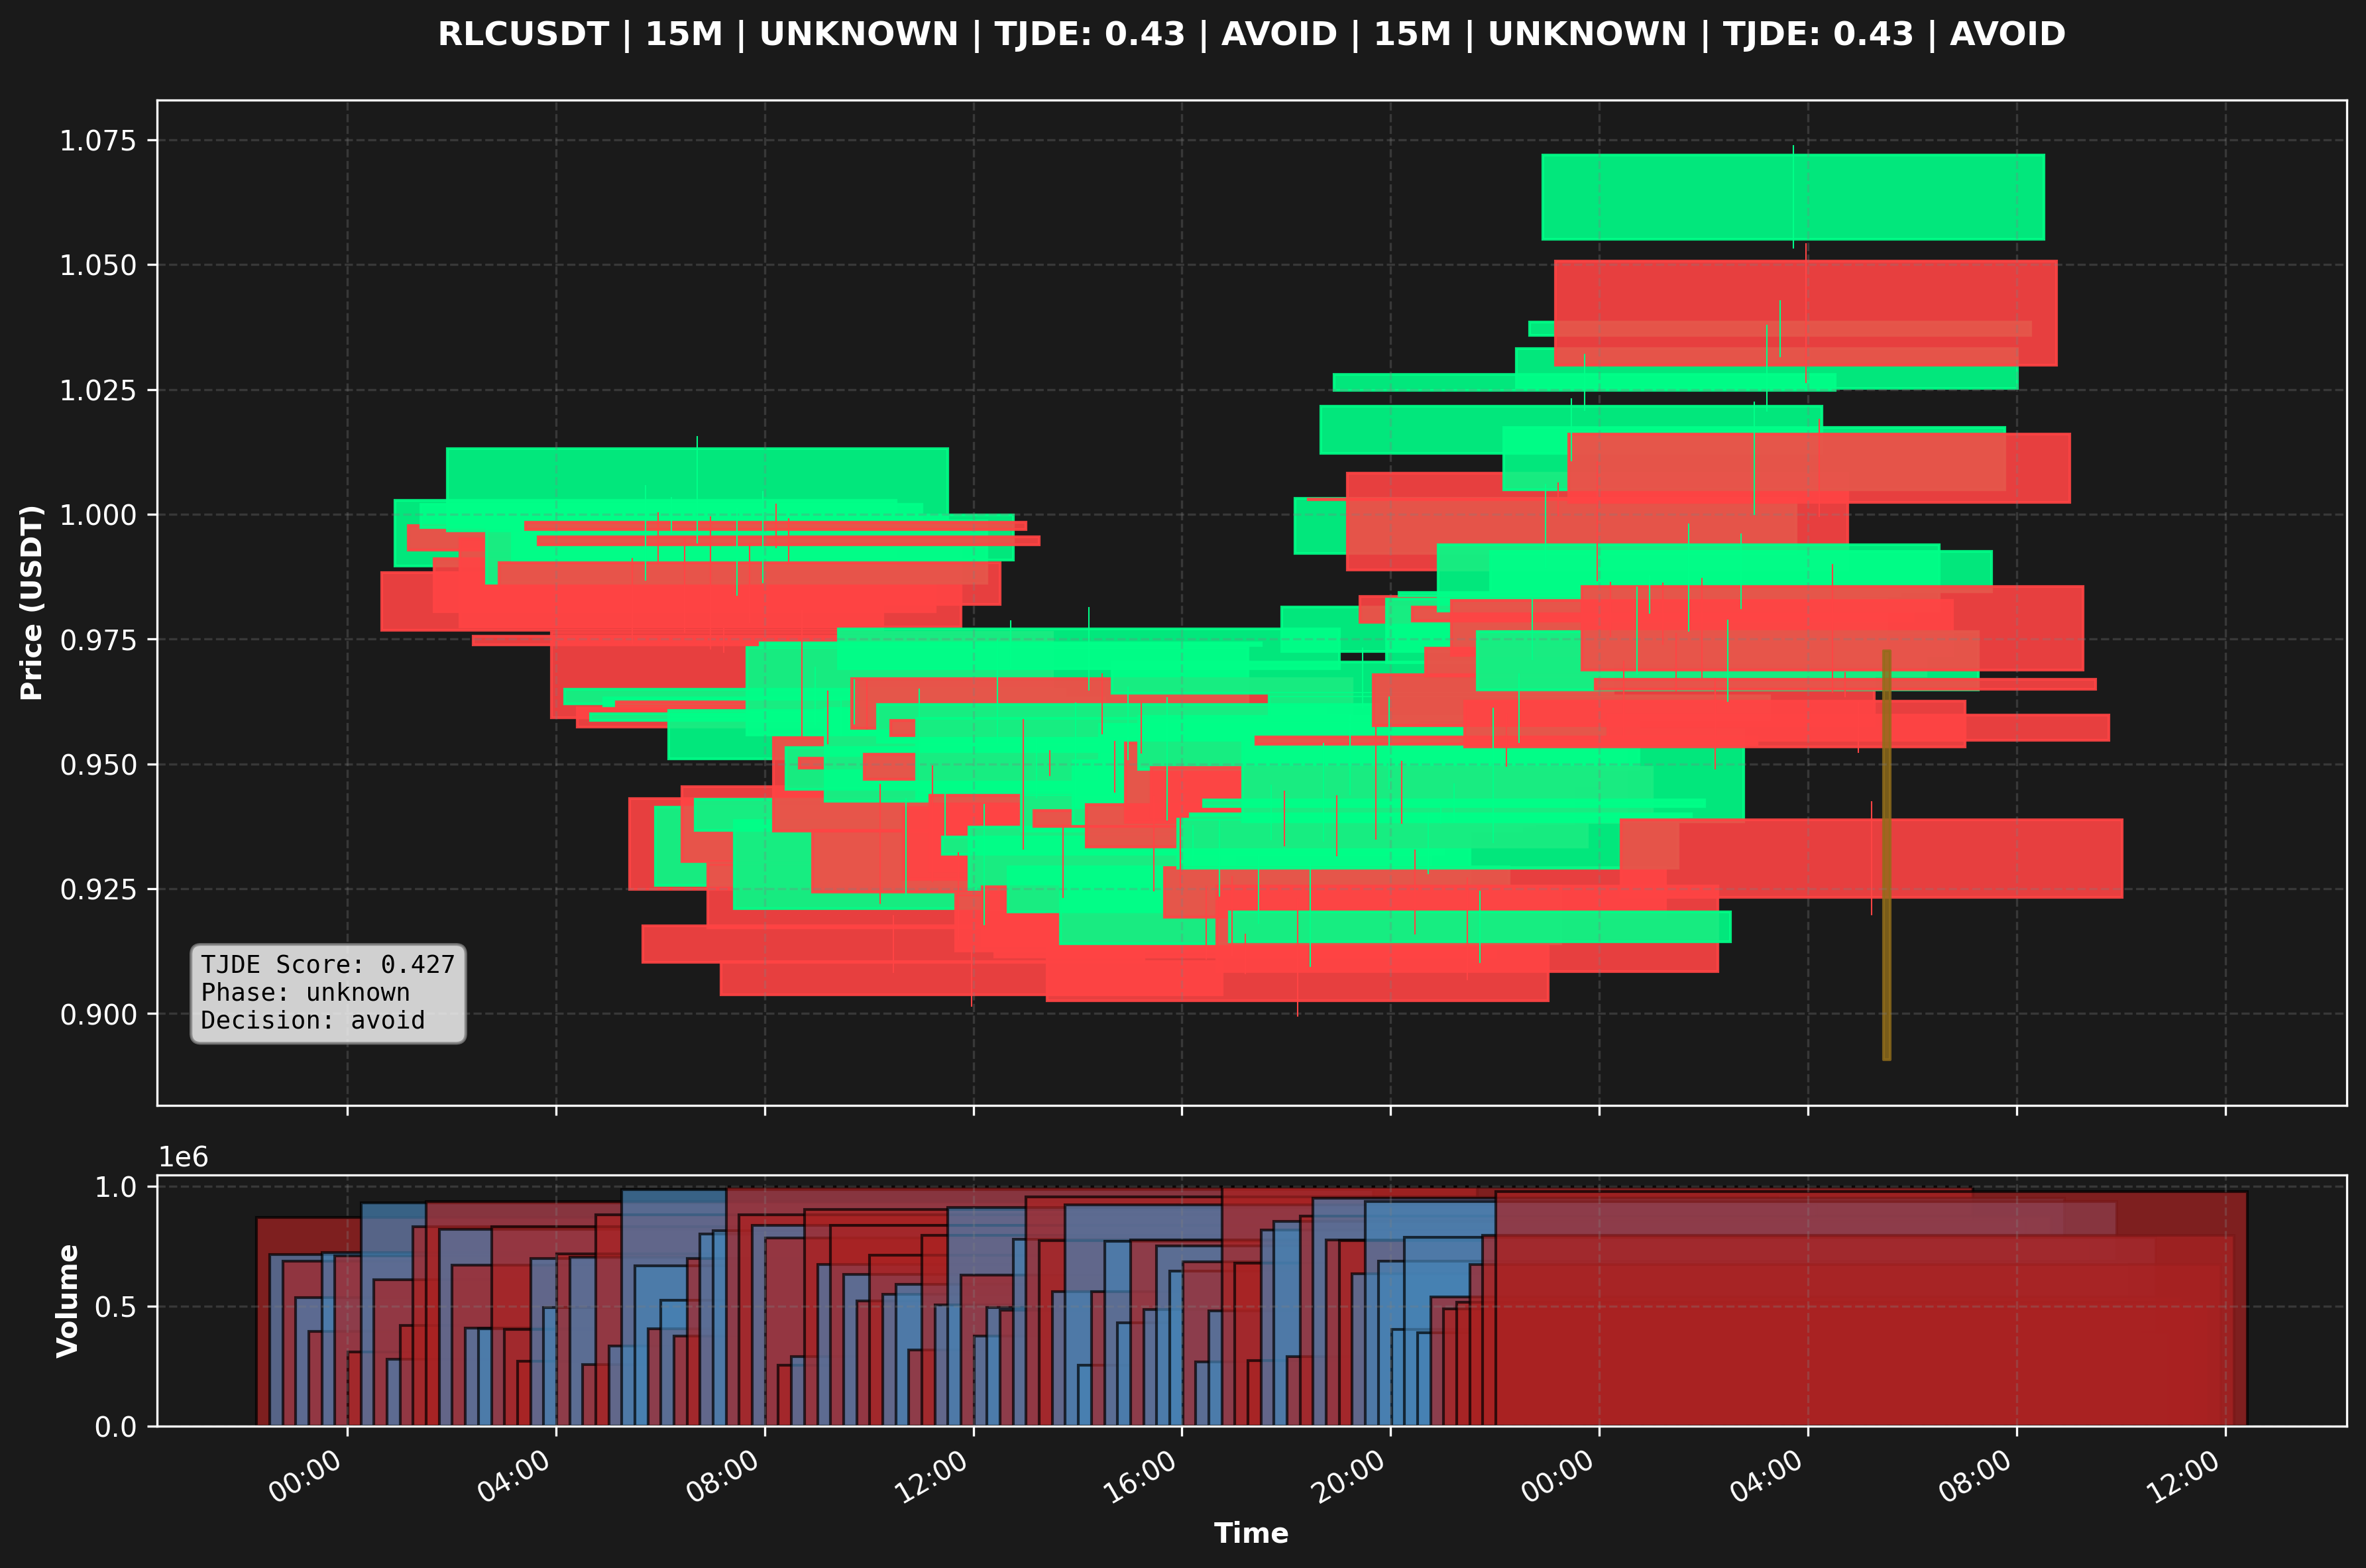 RLCUSDT | 15M | UNKNOWN | TJDE: 0.43 | AVOID | 15M | UNKNOWN | TJDE: 0.43 | AVOID
Price (USDT)
1.075
1.050
1.025
1.000
0.975
0.950
0.925
0.900
TJDE Score: 0.427
Phase: unknown
Decision: avoid
1e6
Volume
1.0
0.5
0.0
00:00
04:00
08:00
12:00
16:00
20:00
00:00
04:00
08:00
12:00
Time